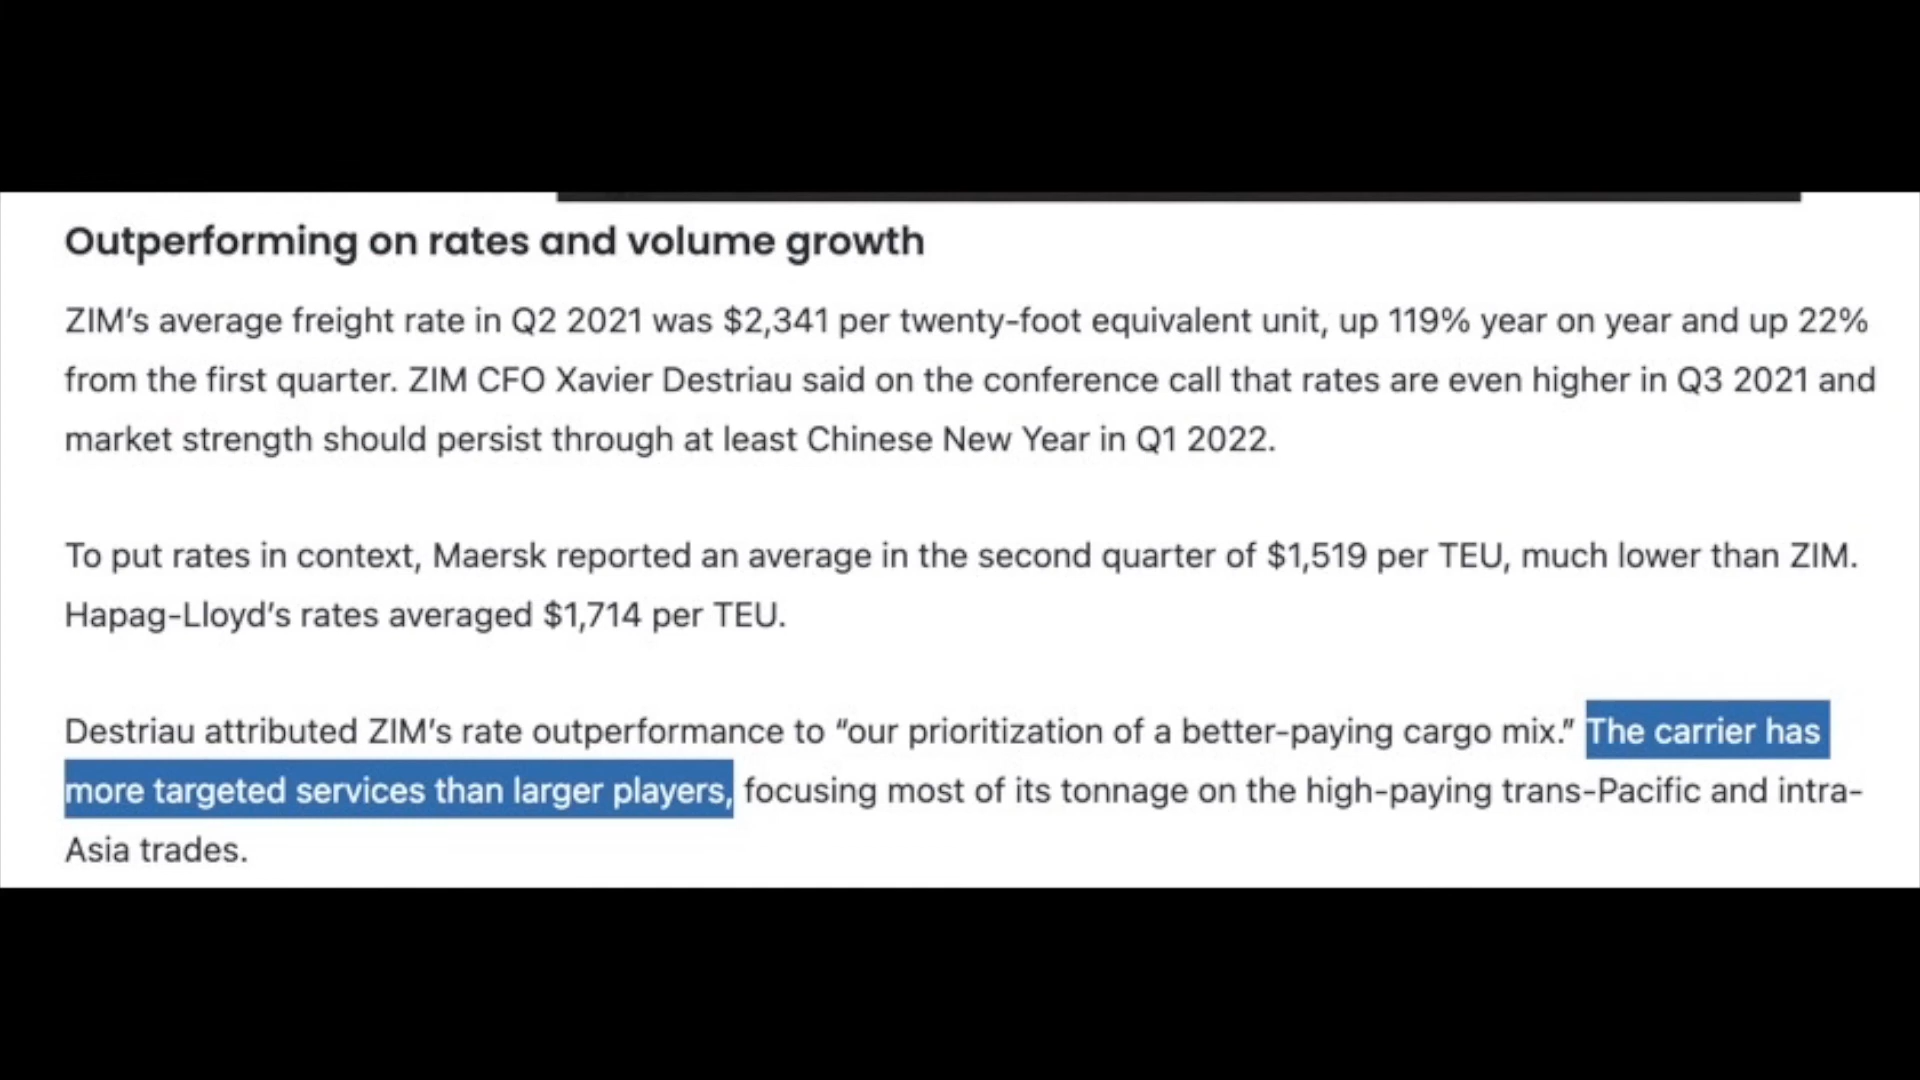 Outperforming on rates and volume growth
ZIM’s average freight rate in Q2 2021 was $2,341 per twenty-foot equivalent unit, up 119% year on year and up 22%
from the first quarter. ZIM CFO Xavier Destriau said on the conference call that rates are even higher in Q3 2021 and
market strength should persist through at least Chinese New Year in Q1 2022.
To put rates in context, Maersk reported an average in the second quarter of $1,519 per TEU, much lower than ZIM.
Hapag-Lloyd’s rates averaged $1,714 per TEU.
Destriau attributed ZIM’s rate outperformance to “our prioritization of a better-paying cargo mix.” The carrier has
more targeted services than larger players, focusing most of its tonnage on the high-paying trans-Pacific and intra-
Asia trades.